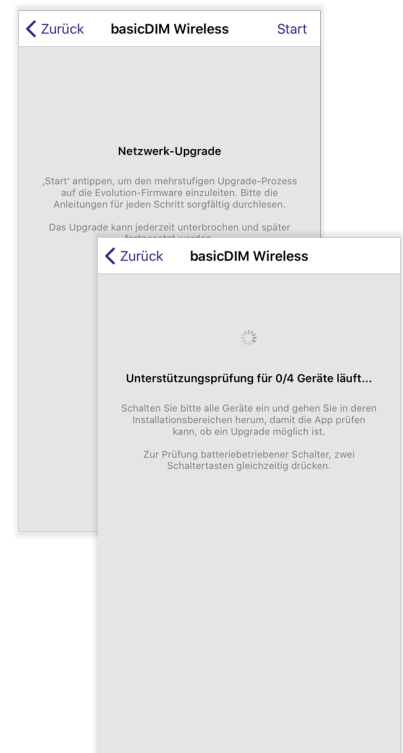 Zurück basicDIM Wireless Start
Netzwerk-Upgrade
‚Start' antippen, um den mehrstufigen Upgrade-Prozess
auf die Evolution-Firmware einzuleiten. Bitte die
Anleitungen für jeden Schritt sorgfältig durchlesen.
Das Upgrade kann jederzeit unterbrochen und später
Zurück basicDIM Wireless
Unterstützungsprüfung für 0/4 Geräte läuft...
Schalten Sie bitte alle Geräte ein und gehen Sie in deren
Installationsbereichen herum, damit die App prüfen
kann, ob ein Upgrade möglich ist.
Zur Prüfung batteriebetriebener Schalter, zwei
Schaltertasten gleichzeitig drücken.